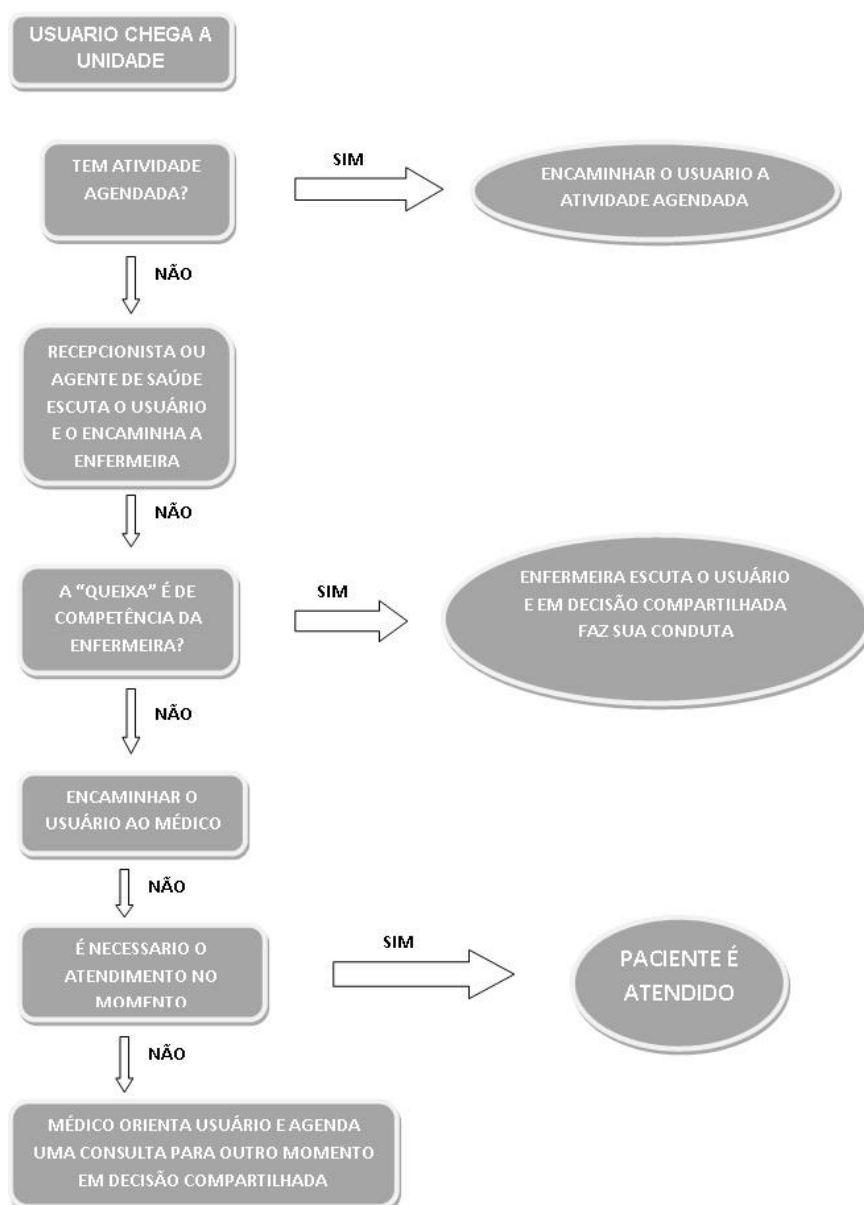 USUARIO CHEGA A
UNIDADE
TEM ATIVIDADE
AGENDADA?
SIM
ENCAMINHAR O USUARIO A
ATIVIDADE AGENDADA
NÃO
RECEPCIONISTA OU
AGENTE DE SAÚDE
ESCUTA O USUÁRIO
E O ENCAMINHA A
ENFERMEIRA
NÃO
A “QUEIXA” É DE
COMPETÊNCIA DA
ENFERMEIRA?
SIM
ENFERMEIRA ESCUTA O USUÁRIO
E EM DECISÃO COMPARTILHADA
FAZ SUA CONDUTA
NÃO
ENCAMINHAR O
USUÁRIO AO MÉDICO
NÃO
É NECESSARIO O
ATENDIMENTO NO
MOMENTO
SIM
PACIENTE É
ATENDIDO
NÃO
MÉDICO ORIENTA USUÁRIO E AGENDA
UMA CONSULTA PARA OUTRO MOMENTO
EM DECISÃO COMPARTILHADA